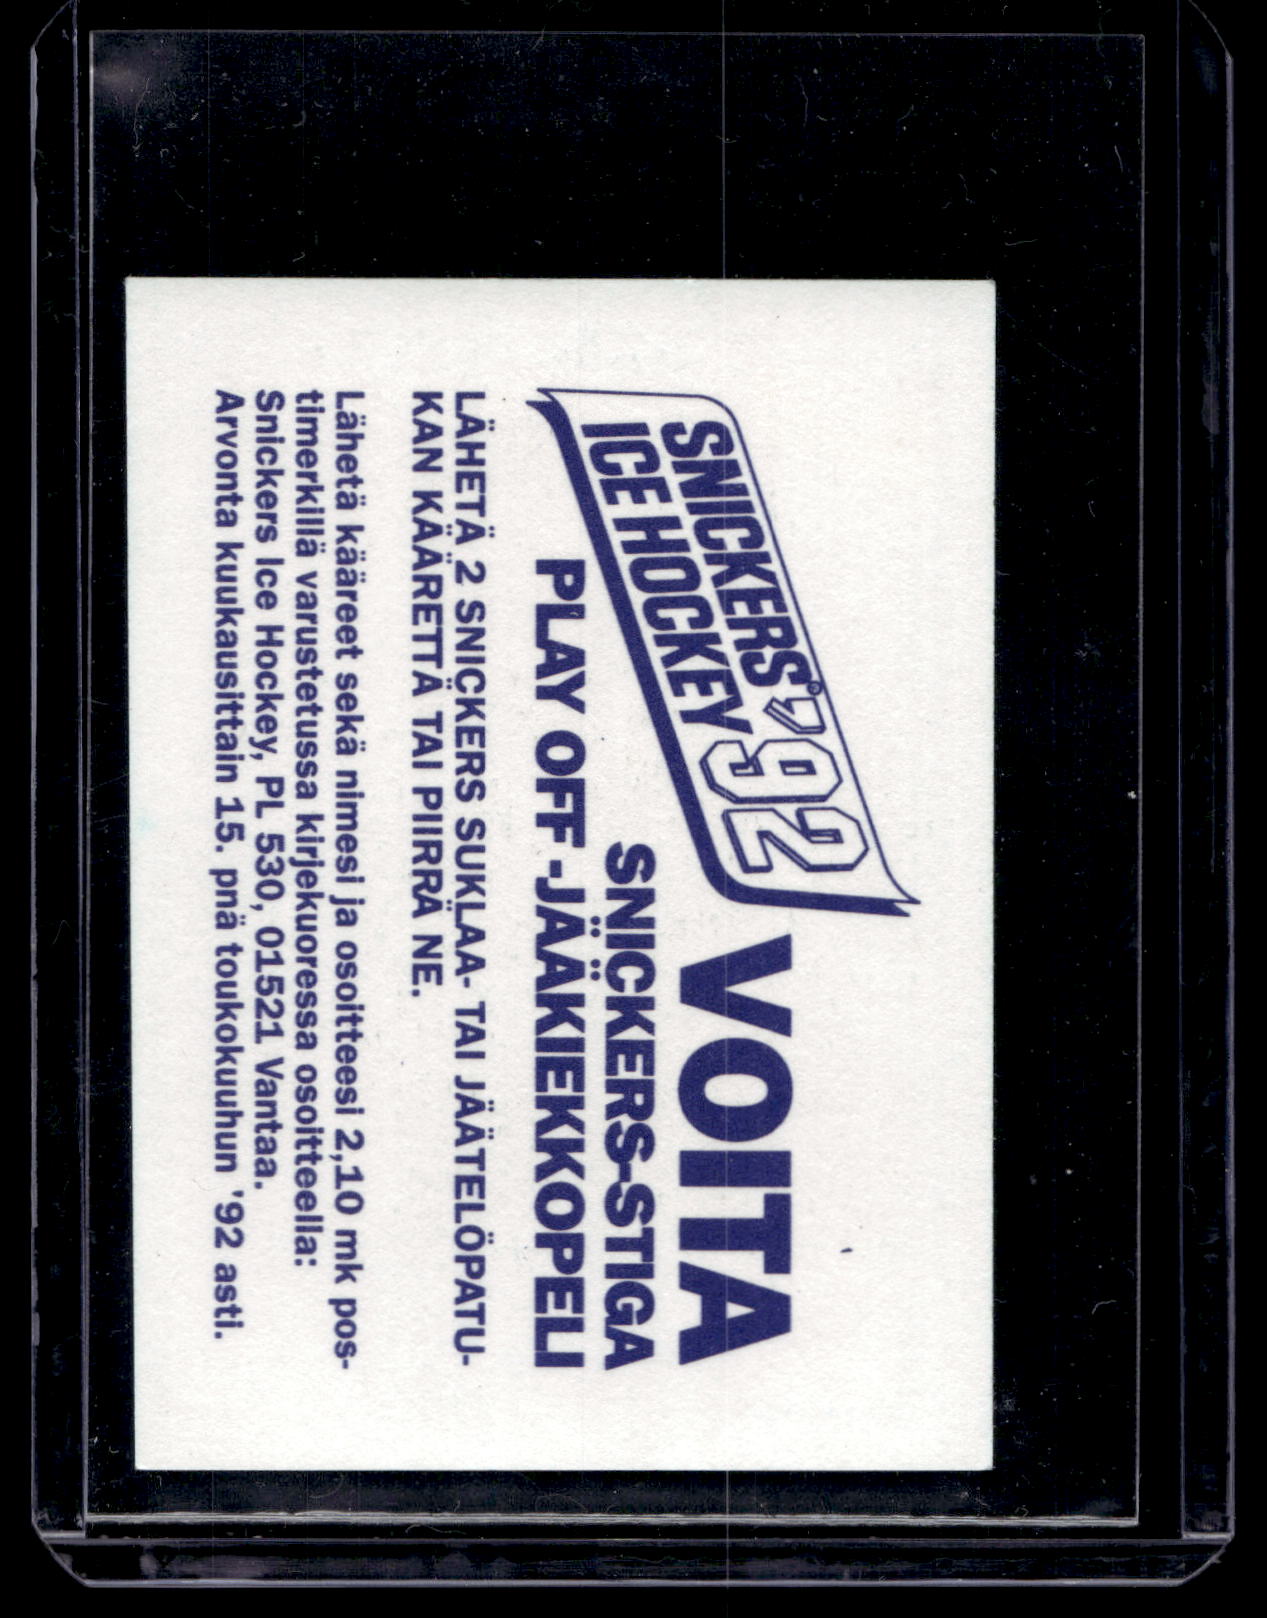 SNICKERS® '92
ICE HOCKEY
VOITA
SNICKERS-STIGA
PLAY OFF -JÄÄKIEKKOPELI
LÄHETÄ 2 SNICKERS SUKLAA- TAI JÄÄTELÖPATU-
KAN KÄÄRETTÄ TAI PIIRRÄ NE.
Lähetä kääreet sekä nimesi ja osoitteesi 2,10 mk pos-
timerkillä varustetussa kirjekuoressa osoitteella:
Snickers Ice Hockey, PL 530, 01521 Vantaa.
Arvonta kuukausittain 15. pnä toukokuuhun '92 asti.